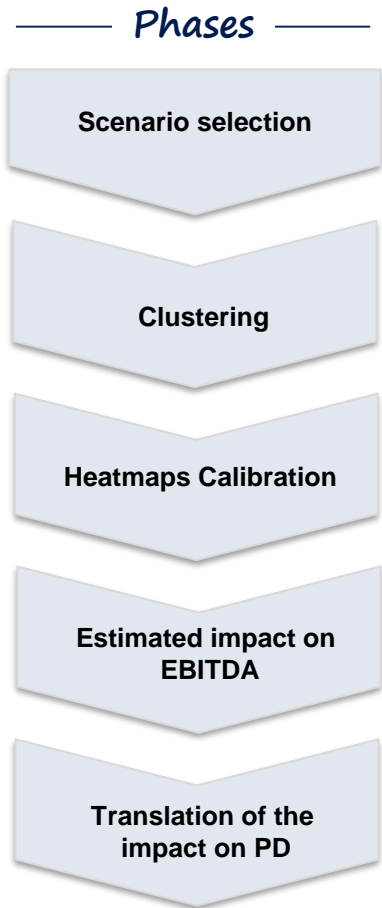 Phases
Scenario selection
Clustering
Heatmaps Calibration
Estimated impact on
EBITDA
Translation of the
impact on PD